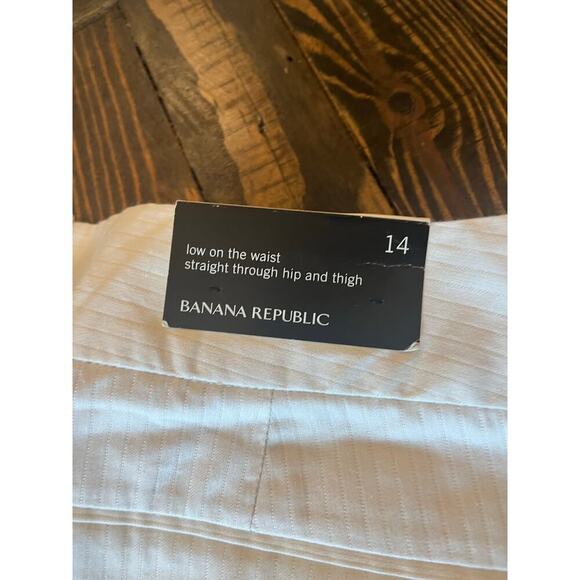 14
low on the waist
straight through hip and thigh
BANANA REPUBLIC